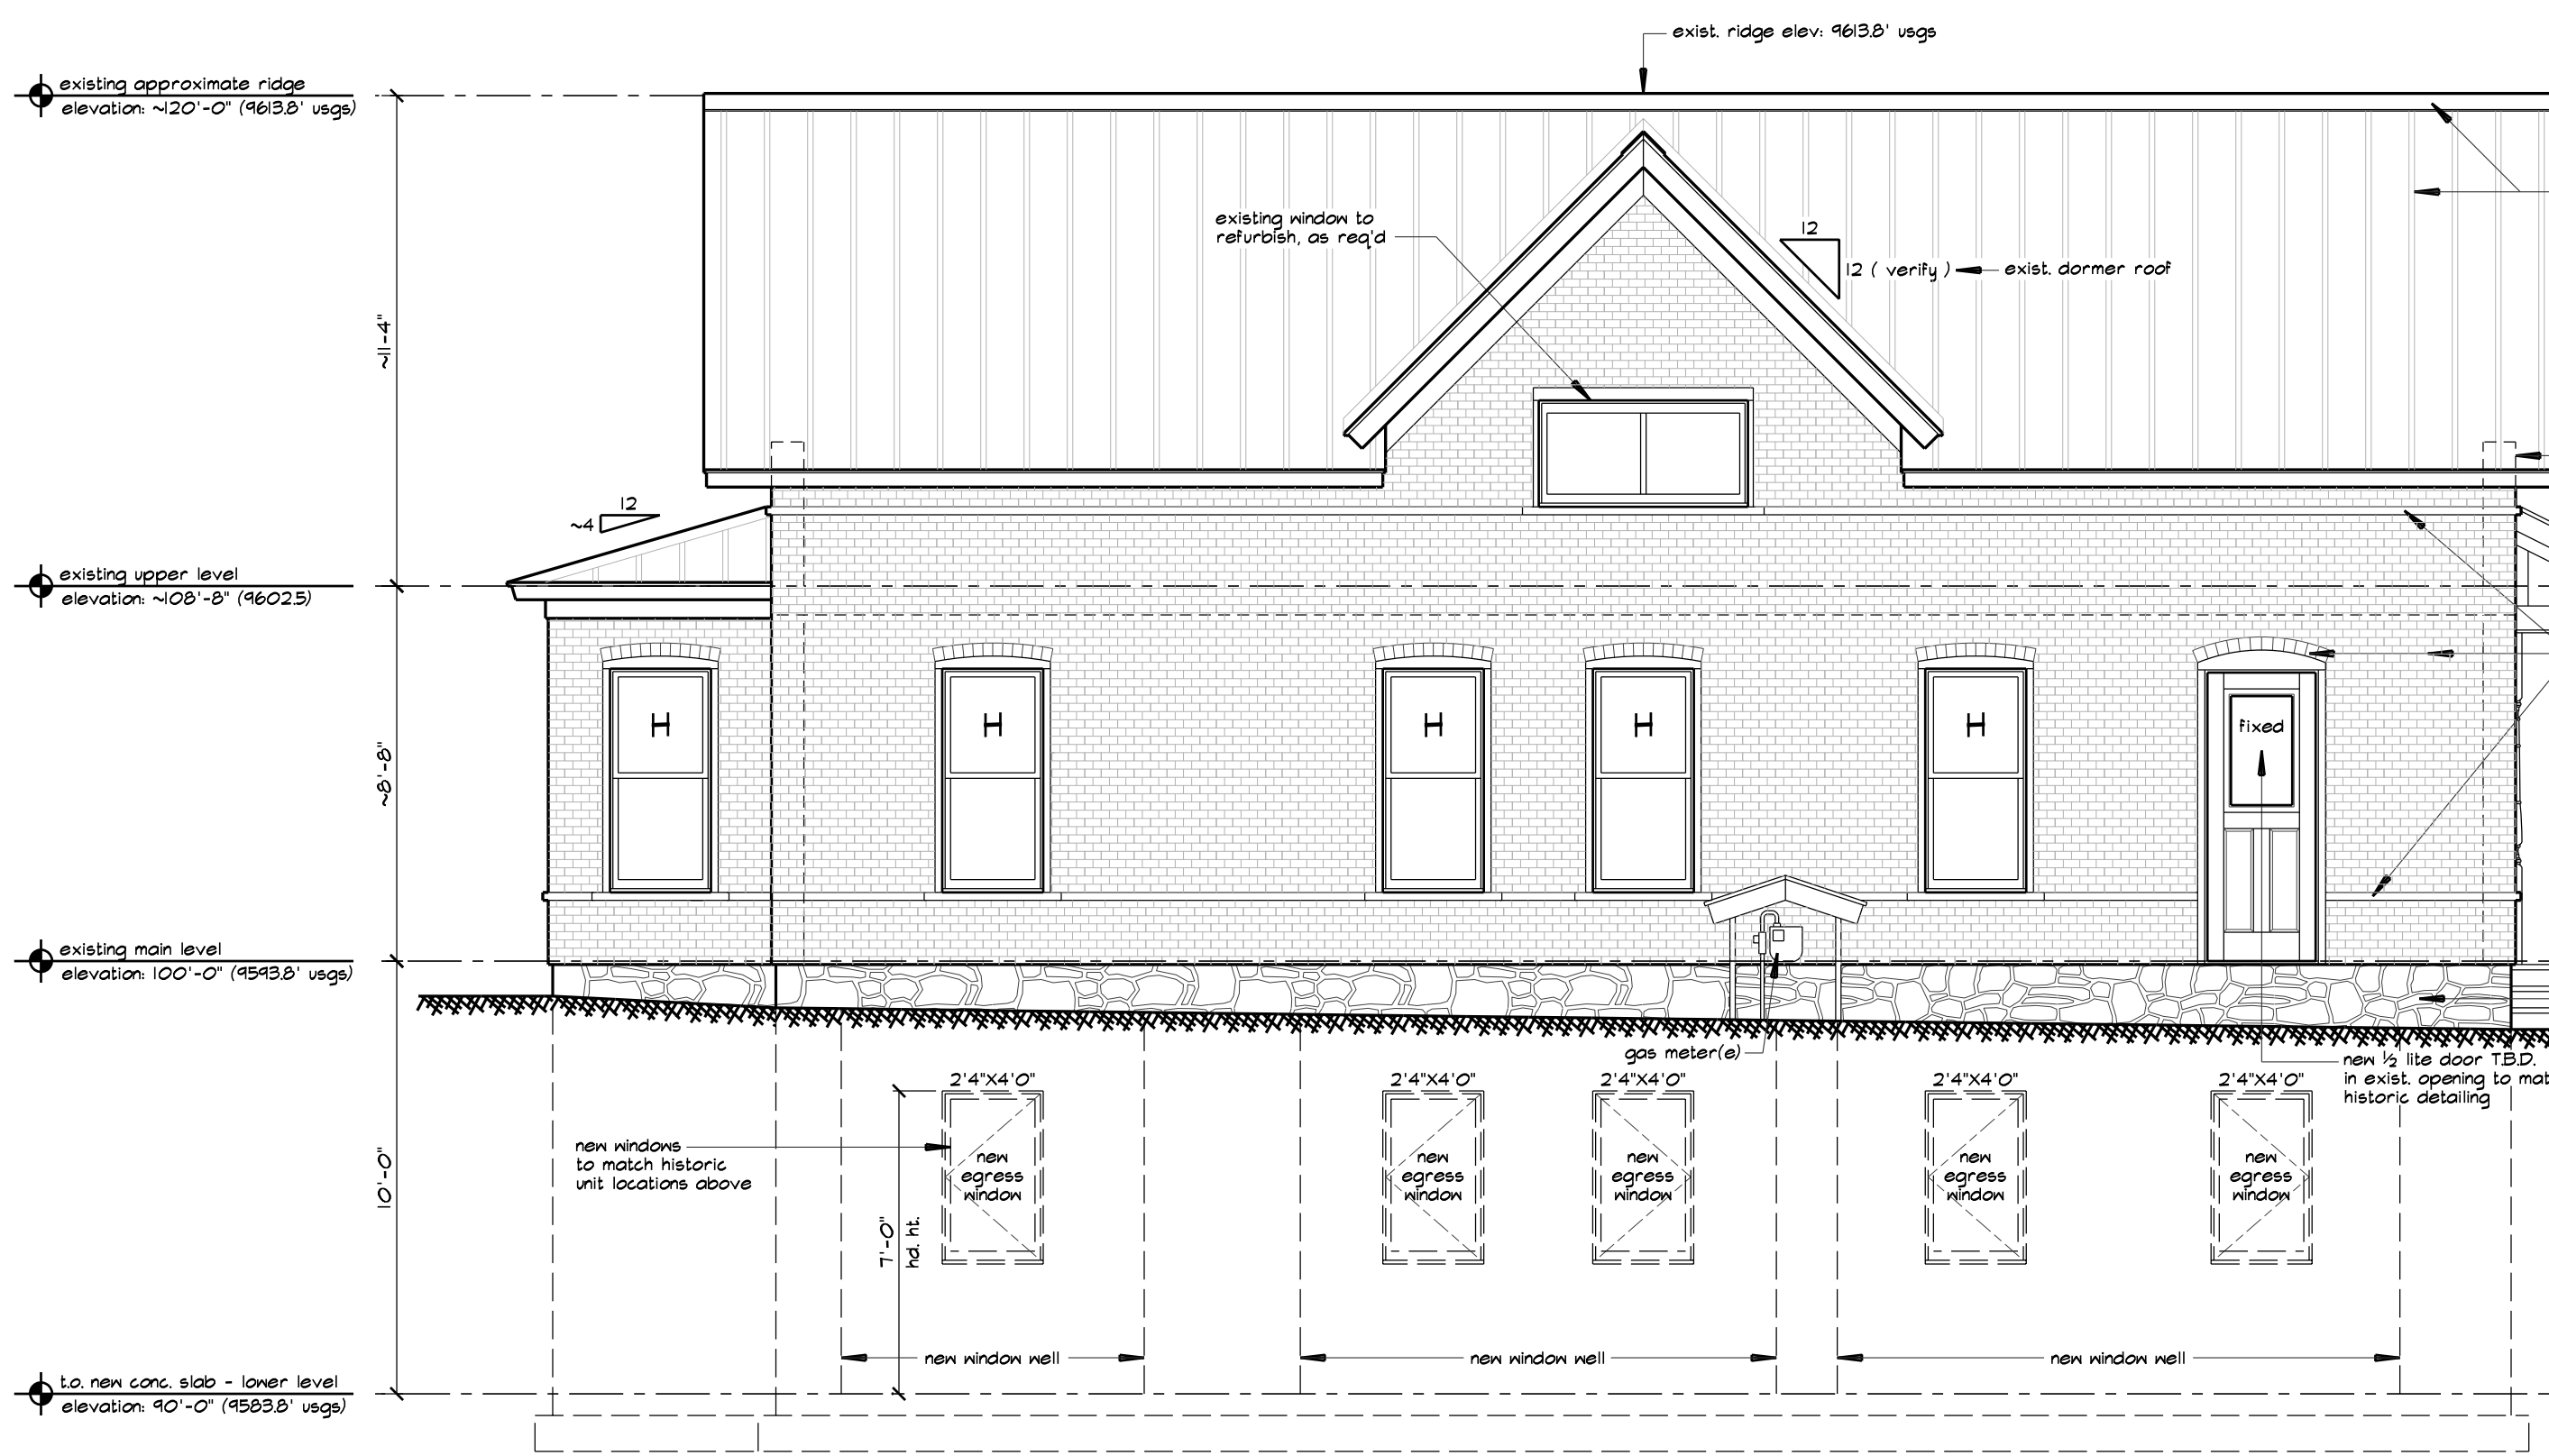 exist. ridge elev: 9613.8' usgs
existing approximate ridge
elevation: ~120'-0" (9613.8' usgs)
~11'-4"
existing window to
refurbish, as req'd
12
12 ( verify )
exist. dormer roof
12
~4
existing upper level
elevation: ~108'-8" (9602.5)
~8'-8"
H
H
H
H
H
fixed
existing main level
elevation: 100'-0" (9593.8' usgs)
gas meter(e)
new ½ lite door T.B.D.
in exist. opening to mat
historic detailing
2'4"X4'0"
2'4"X4'0"
2'4"X4'0"
2'4"X4'0"
2'4"X4'0"
new windows
to match historic
unit locations above
new
egress
window
new
egress
window
new
egress
window
new
egress
window
new
egress
window
10'-0"
7'-0"
hd. ht.
new window well
new window well
new window well
t.o. new conc. slab - lower level
elevation: 90'-0" (9583.8' usgs)